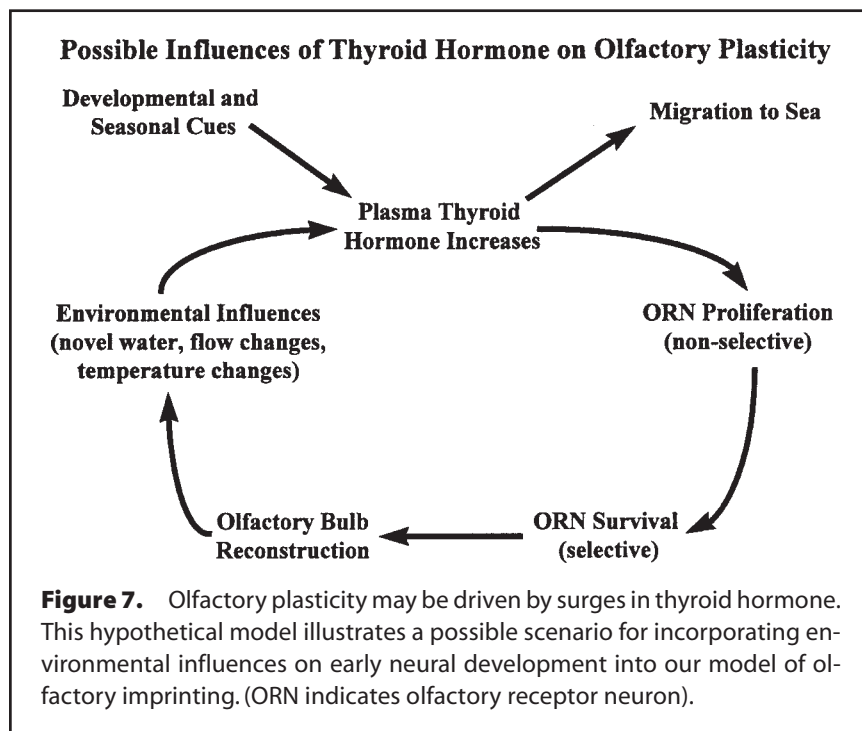 Possible Influences of Thyroid Hormone on Olfactory Plasticity
Developmental and
Seasonal Cues
Migration to Sea
Plasma Thyroid
Hormone Increases
Environmental Influences
(novel water, flow changes,
temperature changes)
ORN Proliferation
(non-selective)
Olfactory Bulb
Reconstruction
ORN Survival
(selective)
Figure 7. Olfactory plasticity may be driven by surges in thyroid hormone.
This hypothetical model illustrates a possible scenario for incorporating en-
vironmental influences on early neural development into our model of ol-
factory imprinting. (ORN indicates olfactory receptor neuron).